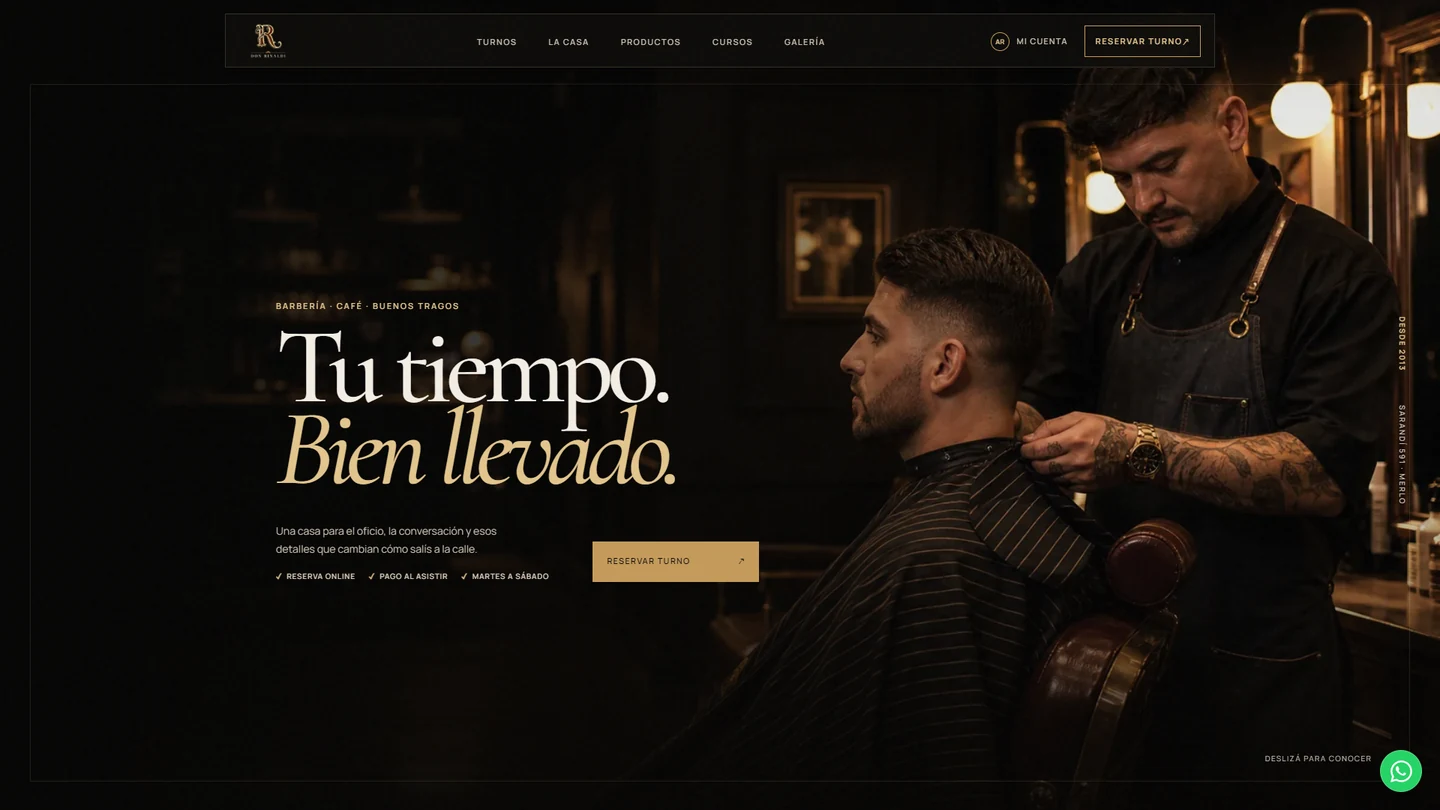 R
DON RIVALDI
TURNOS
LA CASA
PRODUCTOS
CURSOS
GALERÍA
AR
MI CUENTA
RESERVAR TURNO↗
BARBERÍA · CAFÉ · BUENOS TRAGOS
Tu tiempo.
Bien llevado.
Una casa para el oficio, la conversación y esos
detalles que cambian cómo salís a la calle.
✓ RESERVA ONLINE ✓ PAGO AL ASISTIR ✓ MARTES A SÁBADO
RESERVAR TURNO ↗
DESDE 2013
SARANDÍ 591 · MERLO
DESLIZÁ PARA CONOCER